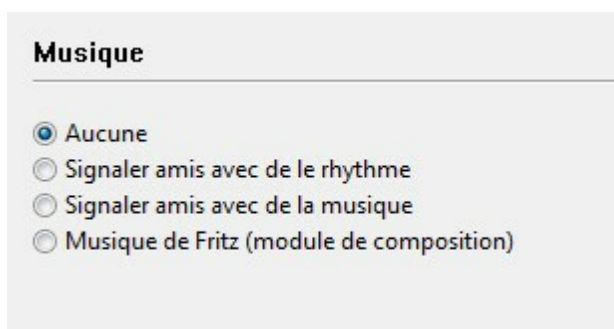 Musique
Aucune
Signaler amis avec de le rhythme
Signaler amis avec de la musique
Musique de Fritz (module de composition)